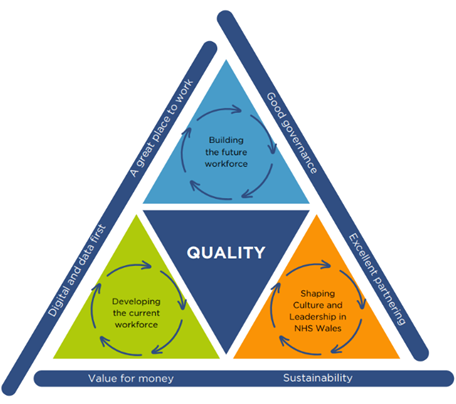 A great place to work
Good governance
Building
the future
workforce
Digital and data first
QUALITY
Excellent partnering
Developing
the current
workforce
Shaping
Culture and
Leadership in
NHS Wales
Value for money
Sustainability